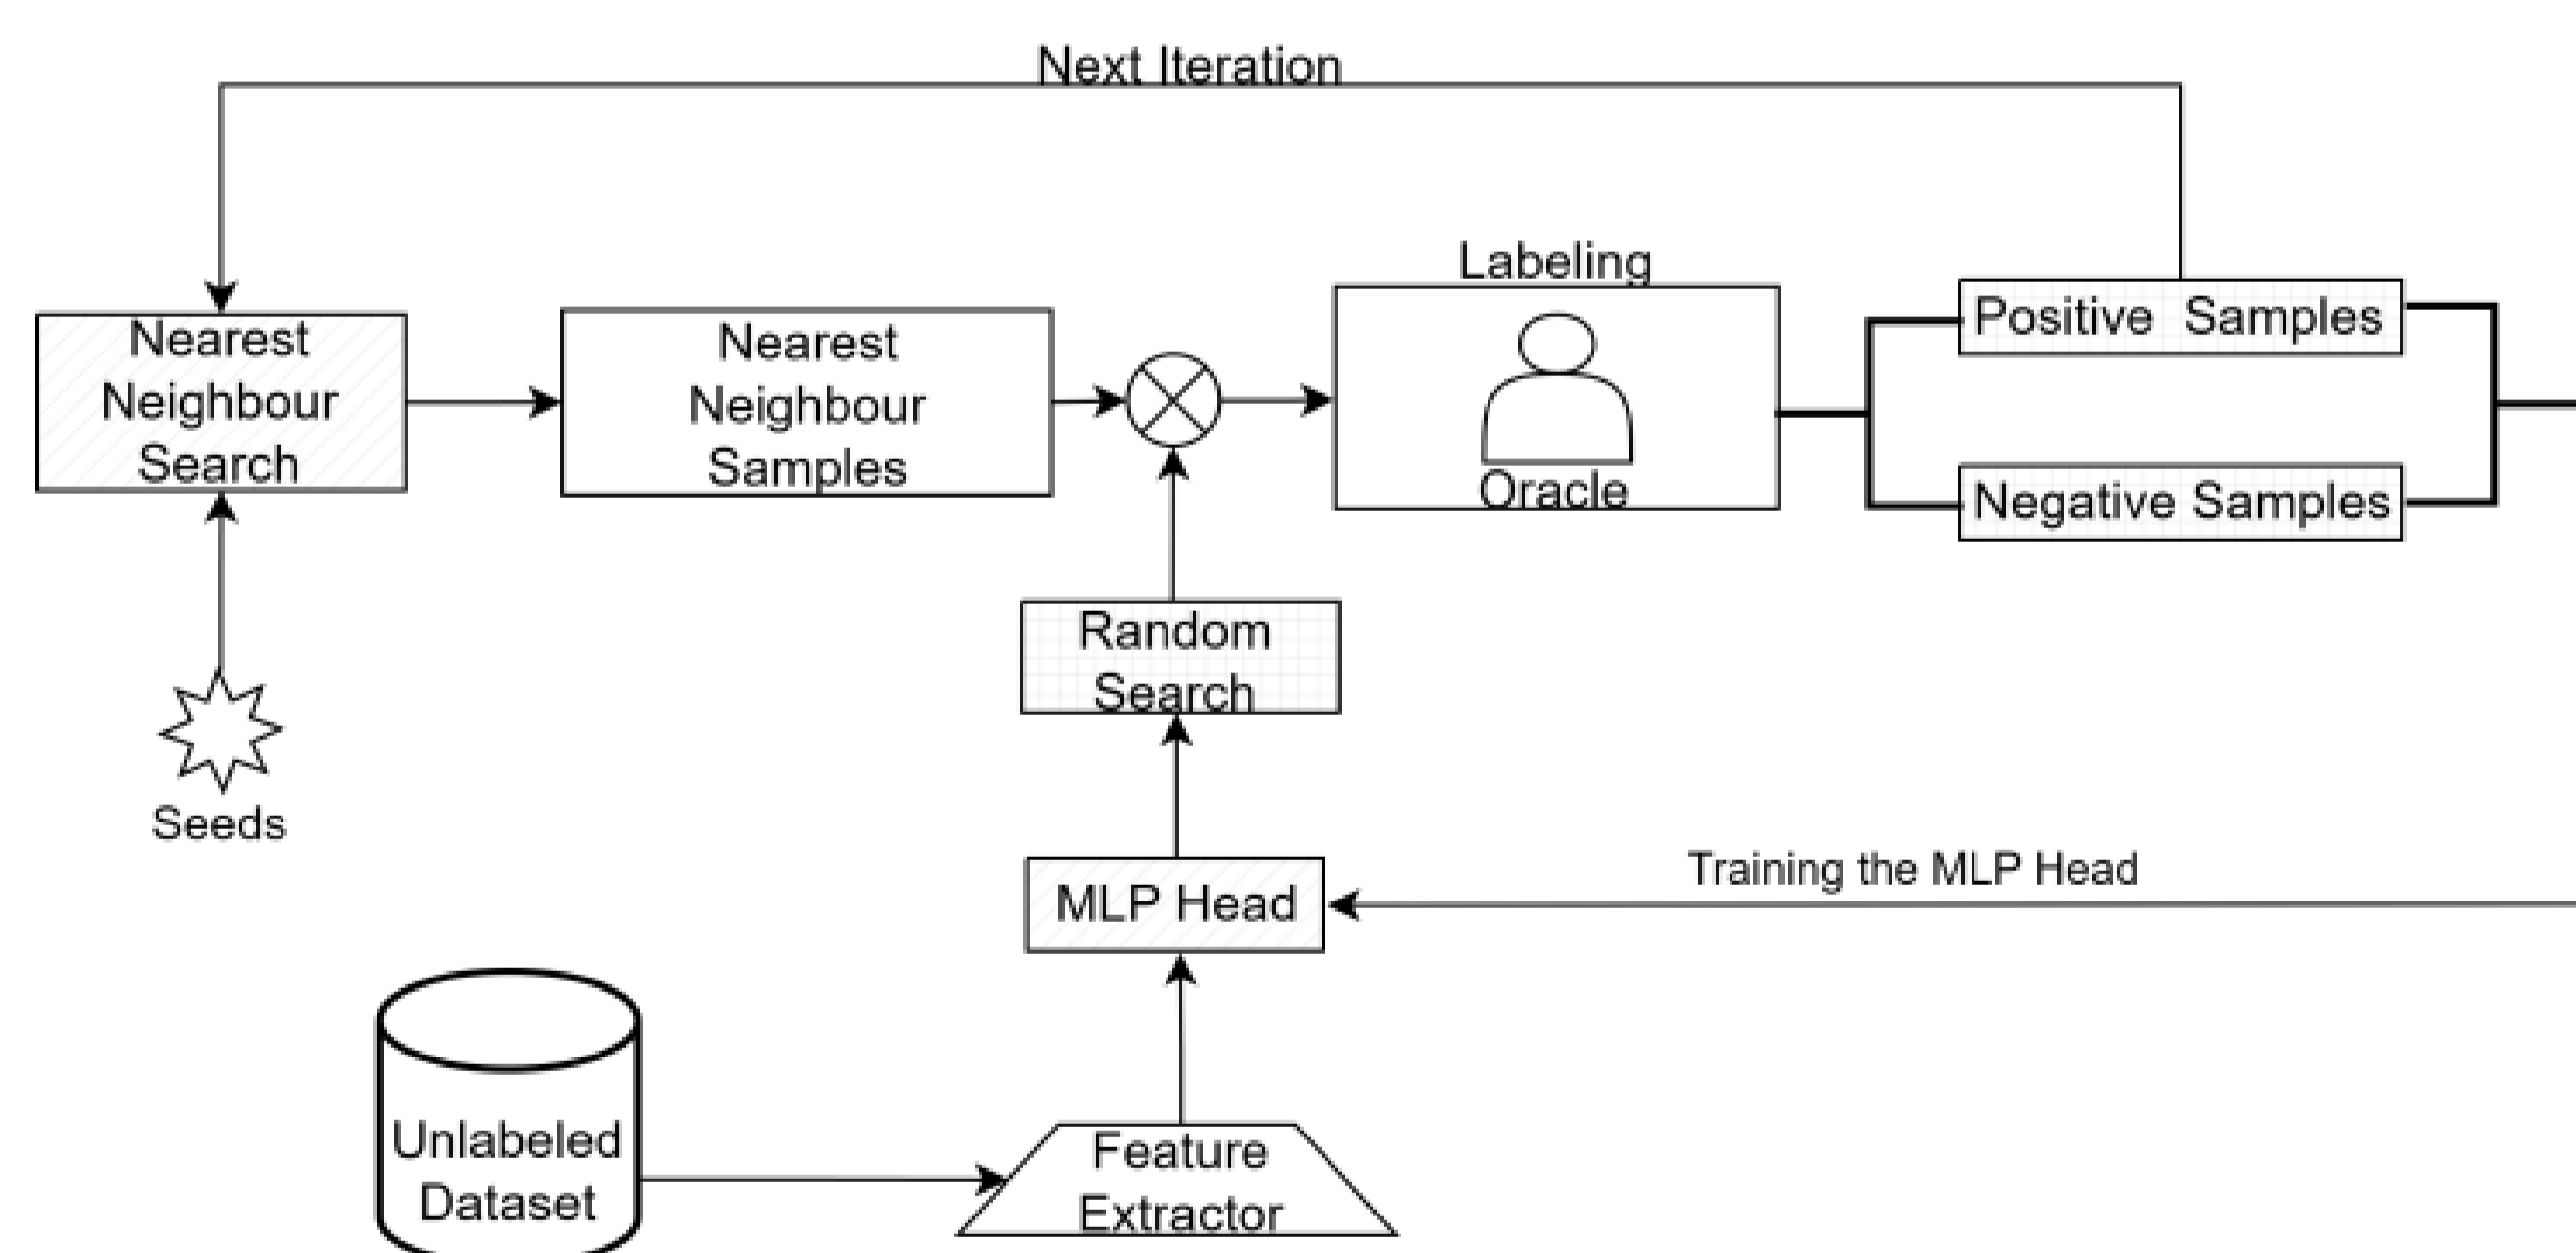 Next Iteration
Labeling
Nearest
Neighbour
Search
Nearest
Neighbour
Samples
Oracle
Positive Samples
Negative Samples
Random
Search
Seeds
MLP Head
Training the MLP Head
Unlabeled
Dataset
Feature
Extractor